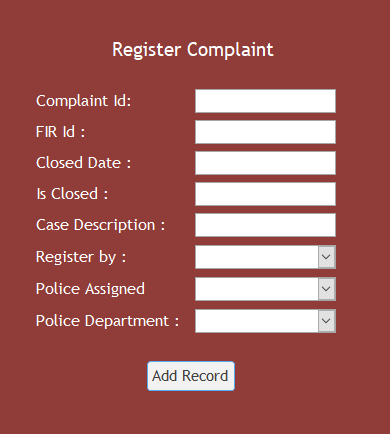 Register Complaint
Complaint Id:
FIR Id :
Closed Date :
Is Closed :
Case Description :
Register by :
Police Assigned
Police Department :
Add Record